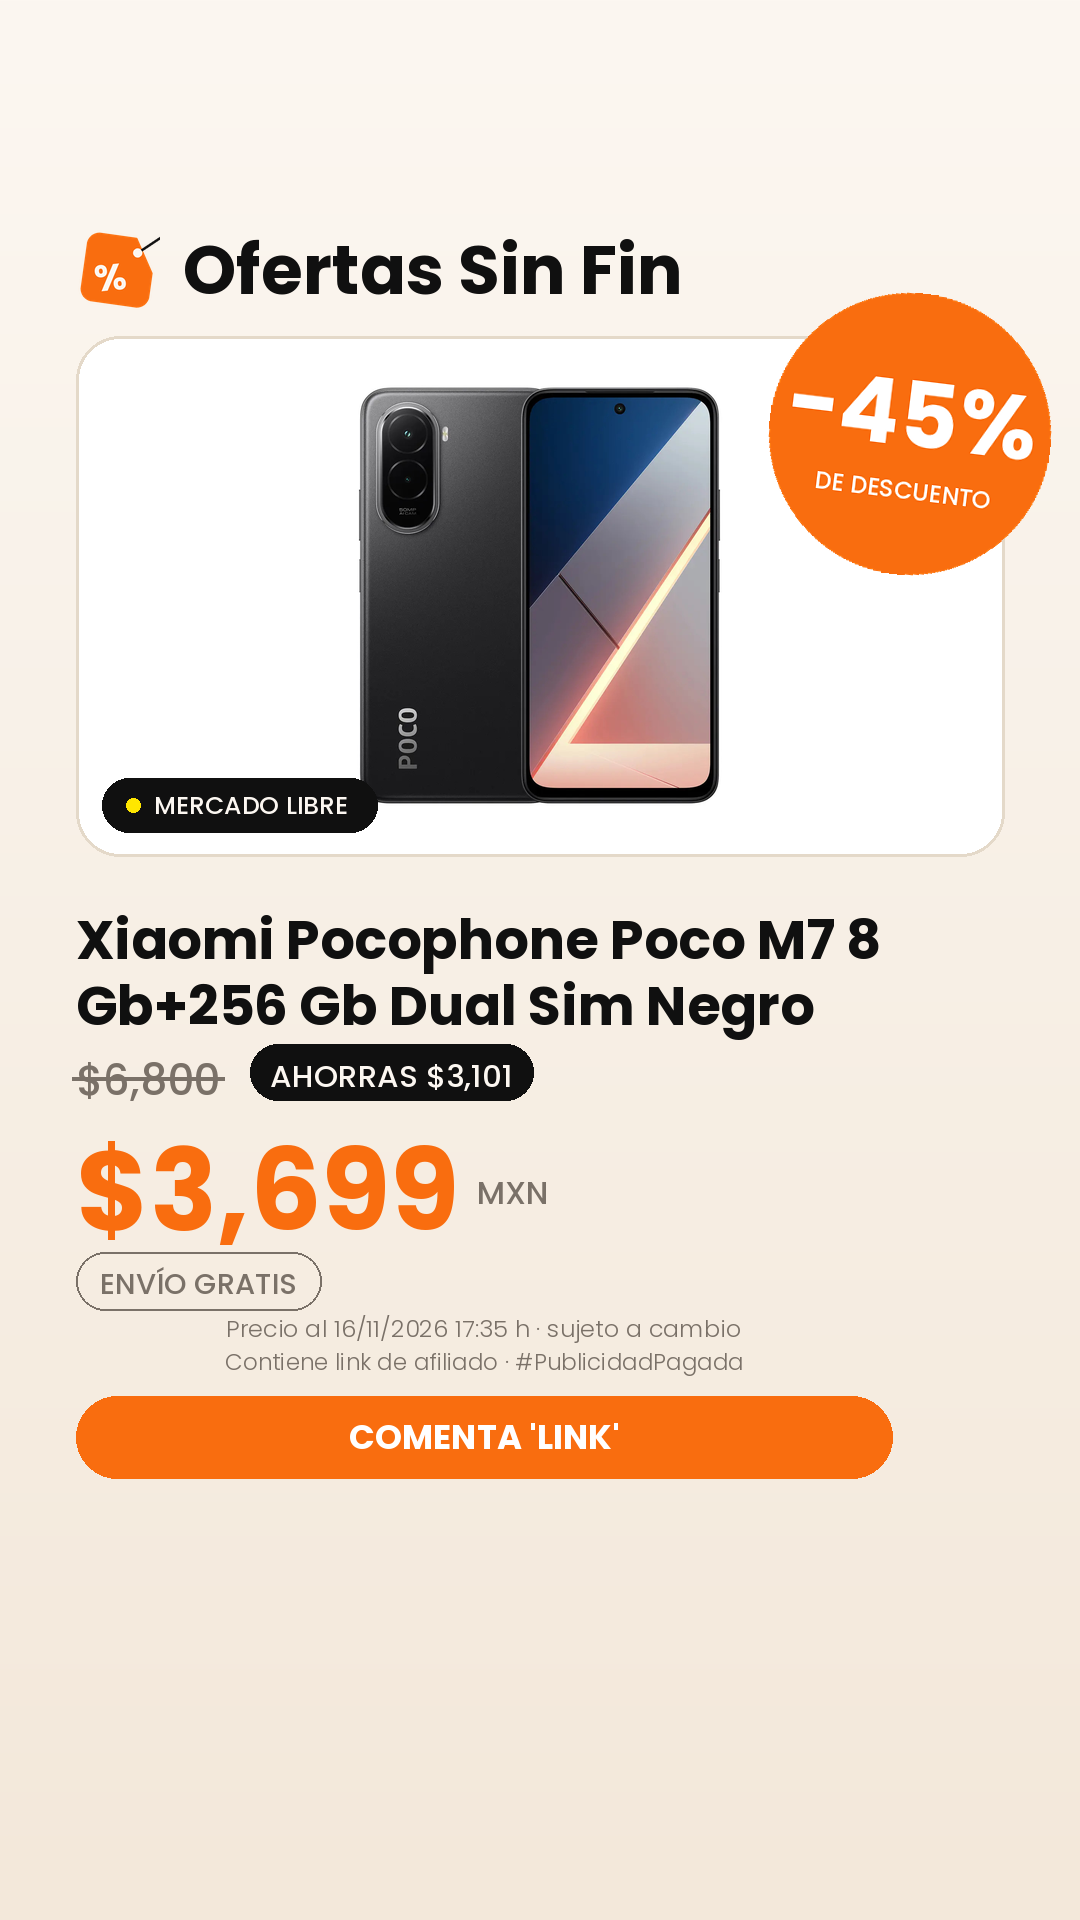 %
Ofertas Sin Fin
-45%
DE DESCUENTO
POCO
MERCADO LIBRE
Xiaomi Pocophone Poco M7 8
Gb+256 Gb Dual Sim Negro
$6,800
AHORRAS $3,101
$3,699 MXN
ENVÍO GRATIS
Precio al 16/11/2026 17:35 h · sujeto a cambio
Contiene link de afiliado · #PublicidadPagada
COMENTA 'LINK'